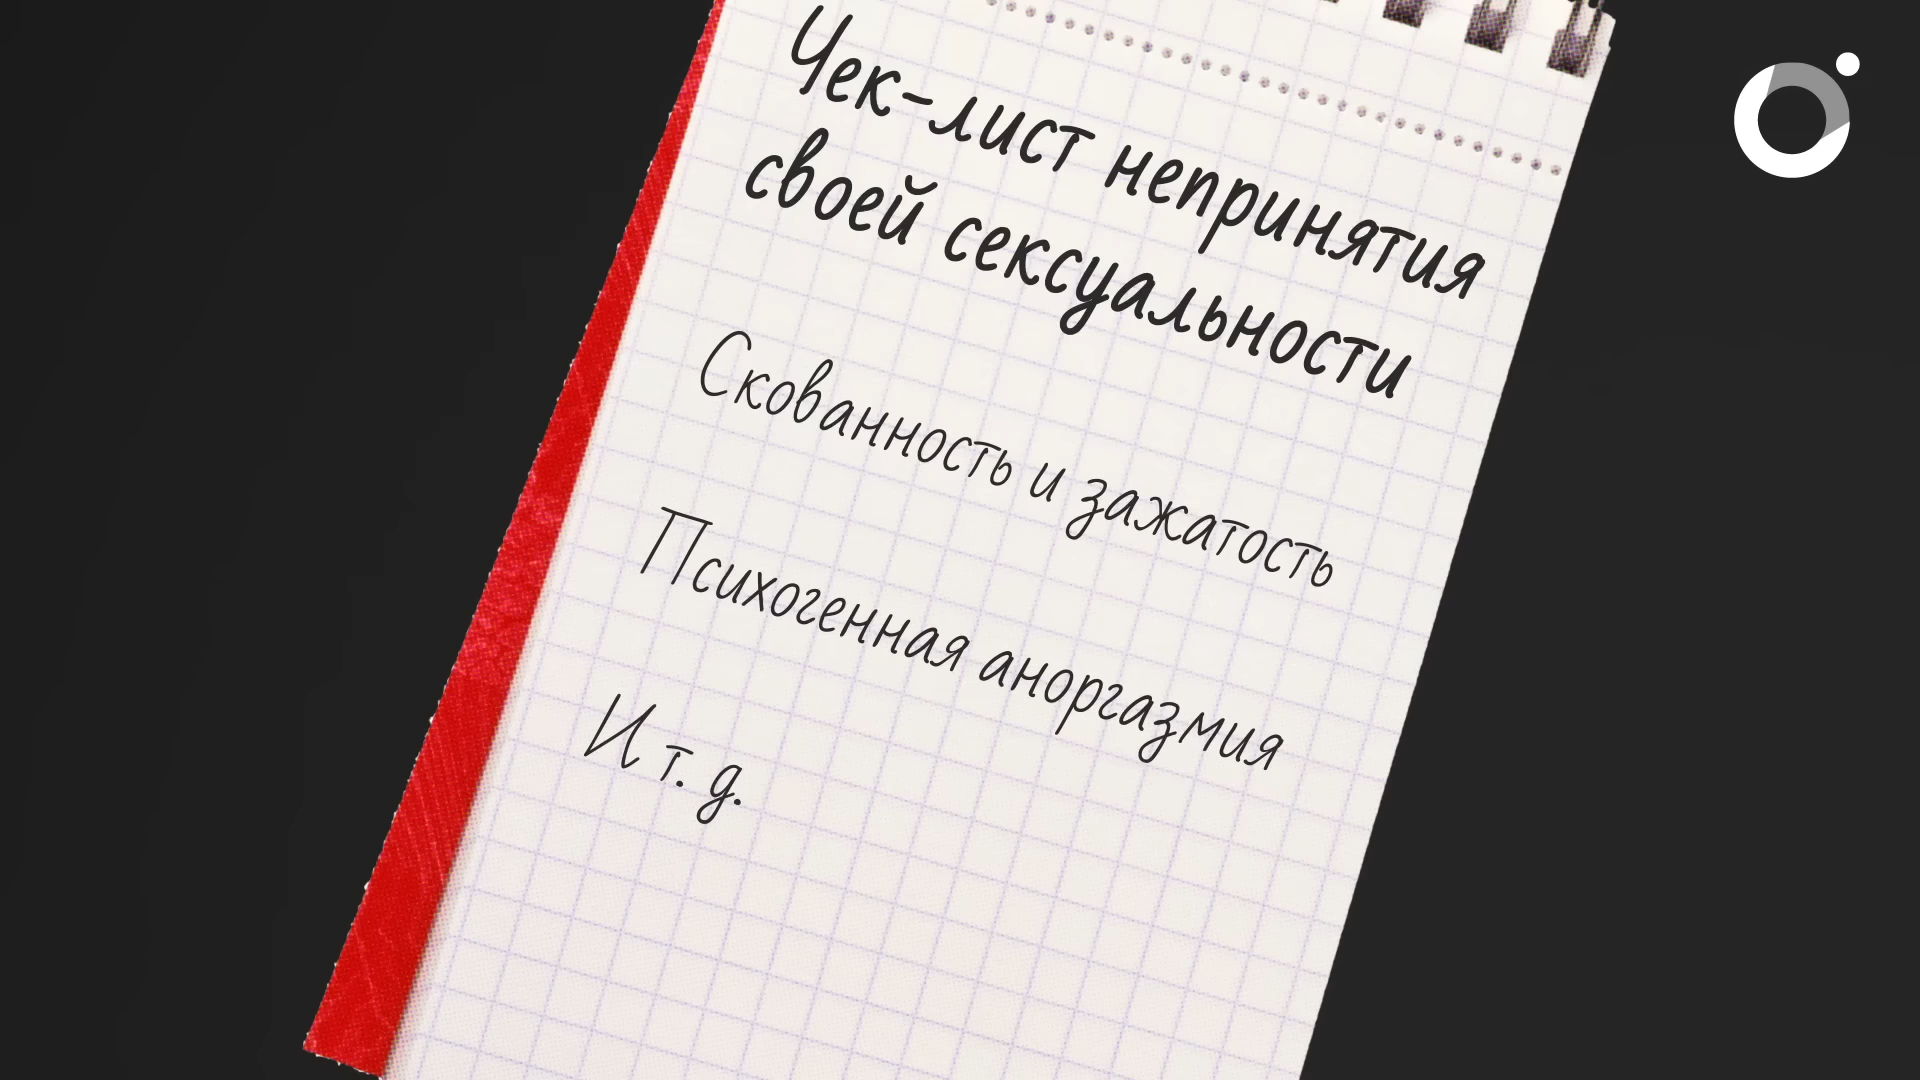 Чек-лист непринятия
своей сексуальности
Скованность и зажатость
Психогенная аноргазмия
И т. д.